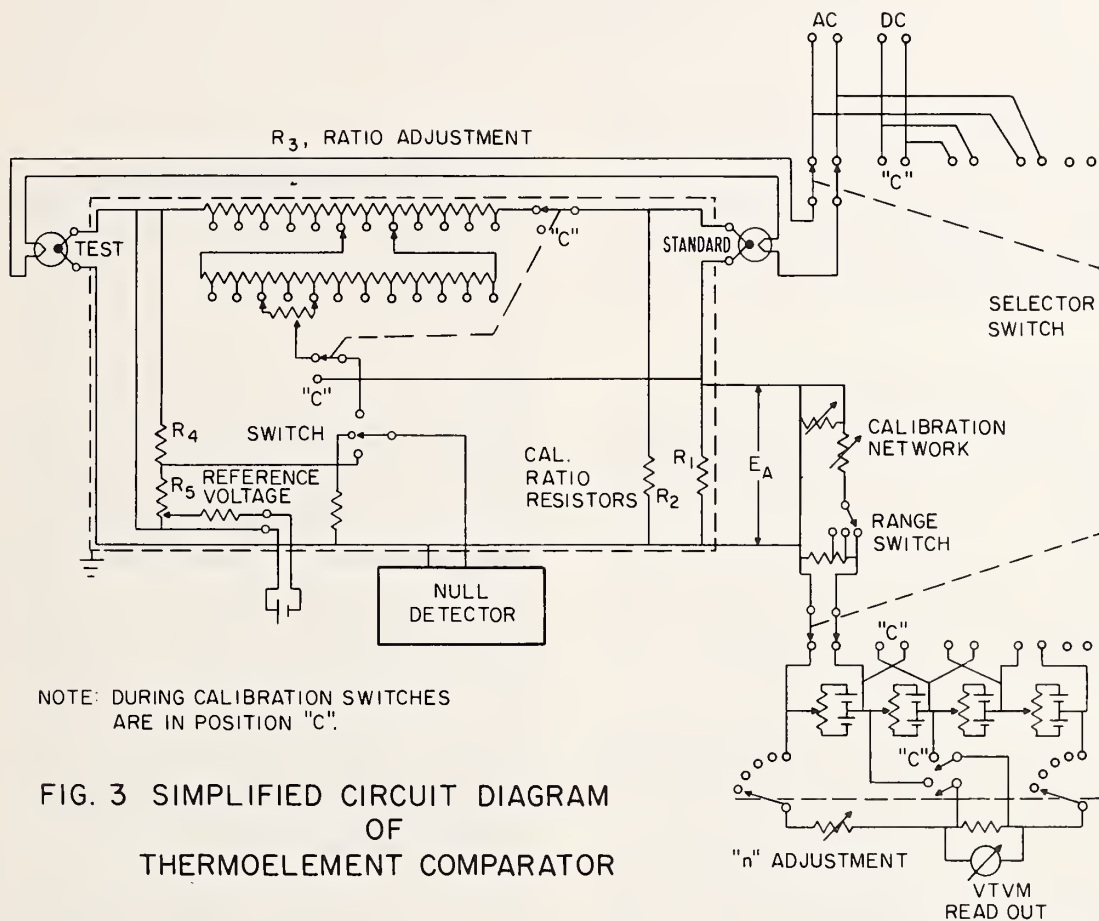 AC DC
R3, RATIO ADJUSTMENT
"C"
"C"
TEST
STANDARD
SELECTOR
SWITCH
"C"
R4
SWITCH
R5
REFERENCE
VOLTAGE
CAL.
RATIO
RESISTORS
R2
R1
EA
CALIBRATION
NETWORK
RANGE
SWITCH
NULL
DETECTOR
"C"
NOTE: DURING CALIBRATION SWITCHES
ARE IN POSITION "C".
"C"
FIG. 3 SIMPLIFIED CIRCUIT DIAGRAM
OF
THERMOELEMENT COMPARATOR
"n" ADJUSTMENT
VTVM
READ OUT